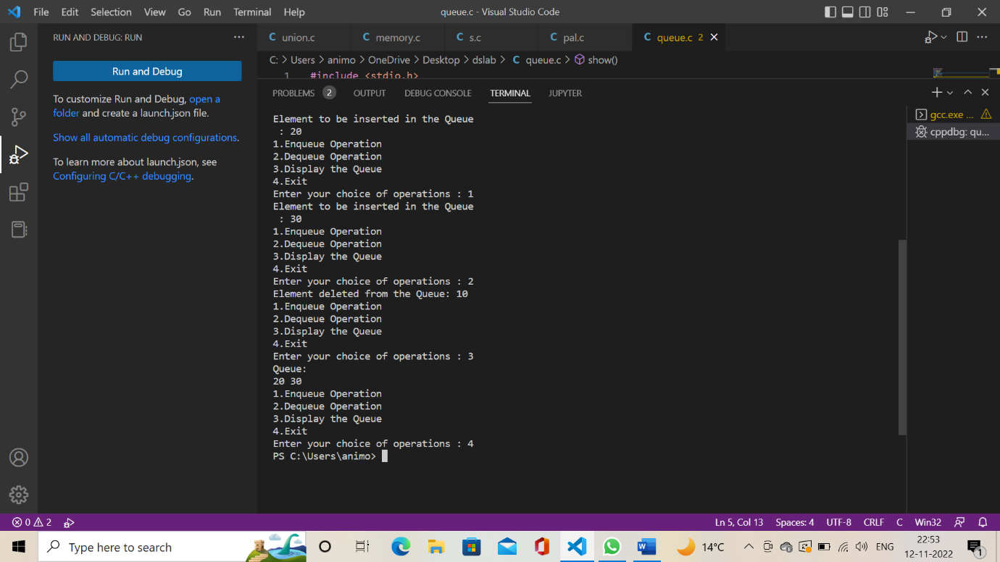 File Edit Selection View Go Run Terminal Help queue.c - Visual Studio Code
RUN AND DEBUG: RUN
union.c memory.c s.c pal.c queue.c 2
C: > Users > animo > OneDrive > Desktop > dslab > C queue.c > show()
1 #include <stdio.h>
Run and Debug
To customize Run and Debug, open a
folder and create a launch.json file.
Show all automatic debug configurations.
To learn more about launch.json, see
Configuring C/C++ debugging.
PROBLEMS 2 OUTPUT DEBUG CONSOLE TERMINAL JUPYTER
gcc.exe ...
cppdbg: qu...
Element to be inserted in the Queue
: 20
1.Enqueue Operation
2.Dequeue Operation
3.Display the Queue
4.Exit
Enter your choice of operations : 1
Element to be inserted in the Queue
: 30
1.Enqueue Operation
2.Dequeue Operation
3.Display the Queue
4.Exit
Enter your choice of operations : 2
Element deleted from the Queue: 10
1.Enqueue Operation
2.Dequeue Operation
3.Display the Queue
4.Exit
Enter your choice of operations : 3
Queue:
20 30
1.Enqueue Operation
2.Dequeue Operation
3.Display the Queue
4.Exit
Enter your choice of operations : 4
PS C:\Users\animo>
0 2 Ln 5, Col 13 Spaces: 4 UTF-8 CRLF C Win32
Type here to search
14°C
ENG
22:53
12-11-2022
1